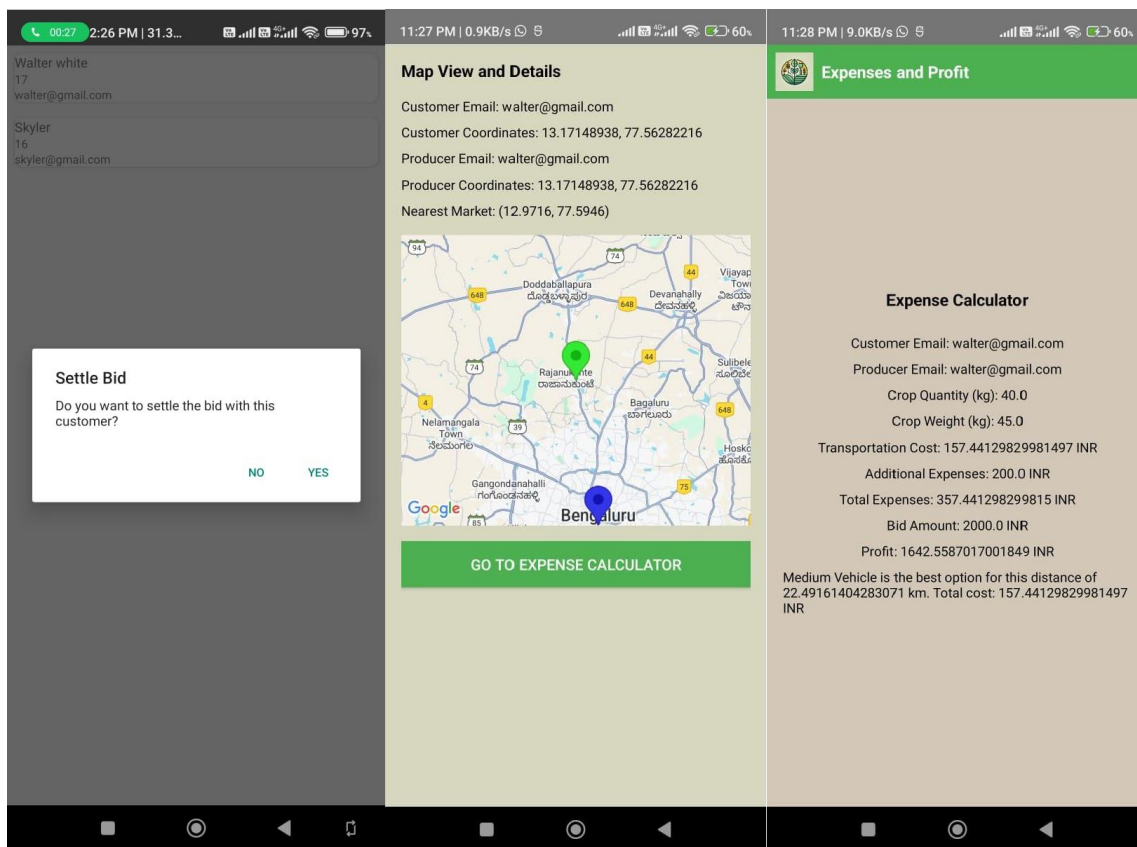 00:27 2:26 PM | 31.3... 97%
Walter white
17
walter@gmail.com
Skyler
16
skyler@gmail.com
Settle Bid
Do you want to settle the bid with this
customer?
NO YES
11:27 PM | 0.9KB/s 4G+ 60%
Map View and Details
Customer Email: walter@gmail.com
Customer Coordinates: 13.17148938, 77.56282216
Producer Email: walter@gmail.com
Producer Coordinates: 13.17148938, 77.56282216
Nearest Market: (12.9716, 77.5946)
94
74
44
Vijayap
Town
Doddaballapura
ದೊಡ್ಡಬಳ್ಳಾಪುರ
648
Devanahally
ದೇವನಹಳ್ಳಿ
648
74
44
Sulibele
Rajanukunte
ರಾಜಾನುಕುಂಟೆ
4
Bagaluru
ಬಾಗಲೂರು
648
Nelamangala
Town
ನೆಲಮಂಗಲ
39
Hosko
Gangondanahalli
ಗಂಗೊಂಡನಹಳ್ಳಿ
75
Google
85
Bengaluru
GO TO EXPENSE CALCULATOR
11:28 PM | 9.0KB/s 4G+ 60%
Expenses and Profit
Expense Calculator
Customer Email: walter@gmail.com
Producer Email: walter@gmail.com
Crop Quantity (kg): 40.0
Crop Weight (kg): 45.0
Transportation Cost: 157.44129829981497 INR
Additional Expenses: 200.0 INR
Total Expenses: 357.441298299815 INR
Bid Amount: 2000.0 INR
Profit: 1642.5587017001849 INR
Medium Vehicle is the best option for this distance of
22.49161404283071 km. Total cost: 157.44129829981497
INR